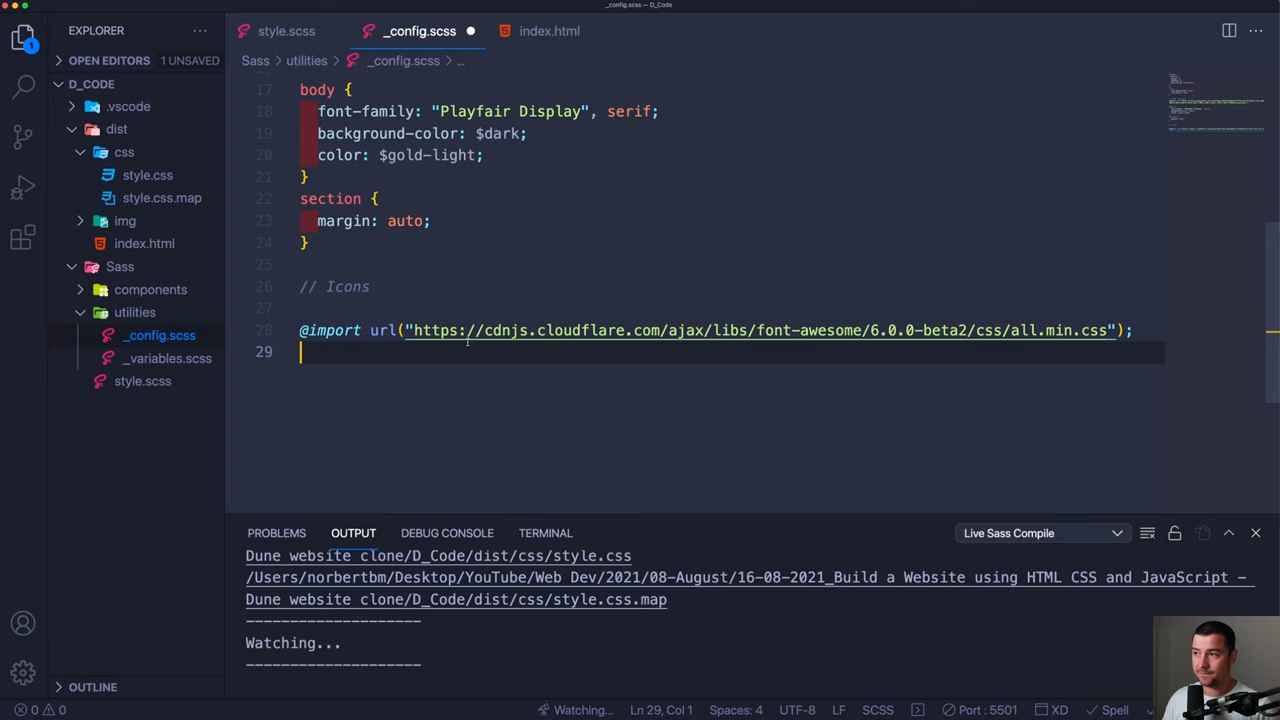 _config.scss — D_Code
EXPLORER
style.scss
_config.scss
index.html
OPEN EDITORS 1 UNSAVED
Sass > utilities > _config.scss > ...
D_CODE
.vscode
dist
css
style.css
style.css.map
img
index.html
Sass
components
utilities
_config.scss
_variables.scss
style.scss
OUTLINE
1
17 body {
18 font-family: "Playfair Display", serif;
19 background-color: $dark;
20 color: $gold-light;
21 }
22 section {
23 margin: auto;
24 }
25
26 // Icons
27
28 @import url("https://cdnjs.cloudflare.com/ajax/libs/font-awesome/6.0.0-beta2/css/all.min.css");
29
PROBLEMS OUTPUT DEBUG CONSOLE TERMINAL
Live Sass Compile
Dune website clone/D_Code/dist/css/style.css
/Users/norbertbm/Desktop/YouTube/Web Dev/2021/08-August/16-08-2021_Build a Website using HTML CSS and JavaScript -
Dune website clone/D_Code/dist/css/style.css.map
--------------------
Watching...
--------------------
0 0 Watching... Ln 29, Col 1 Spaces: 4 UTF-8 LF SCSS Port : 5501 XD Spell